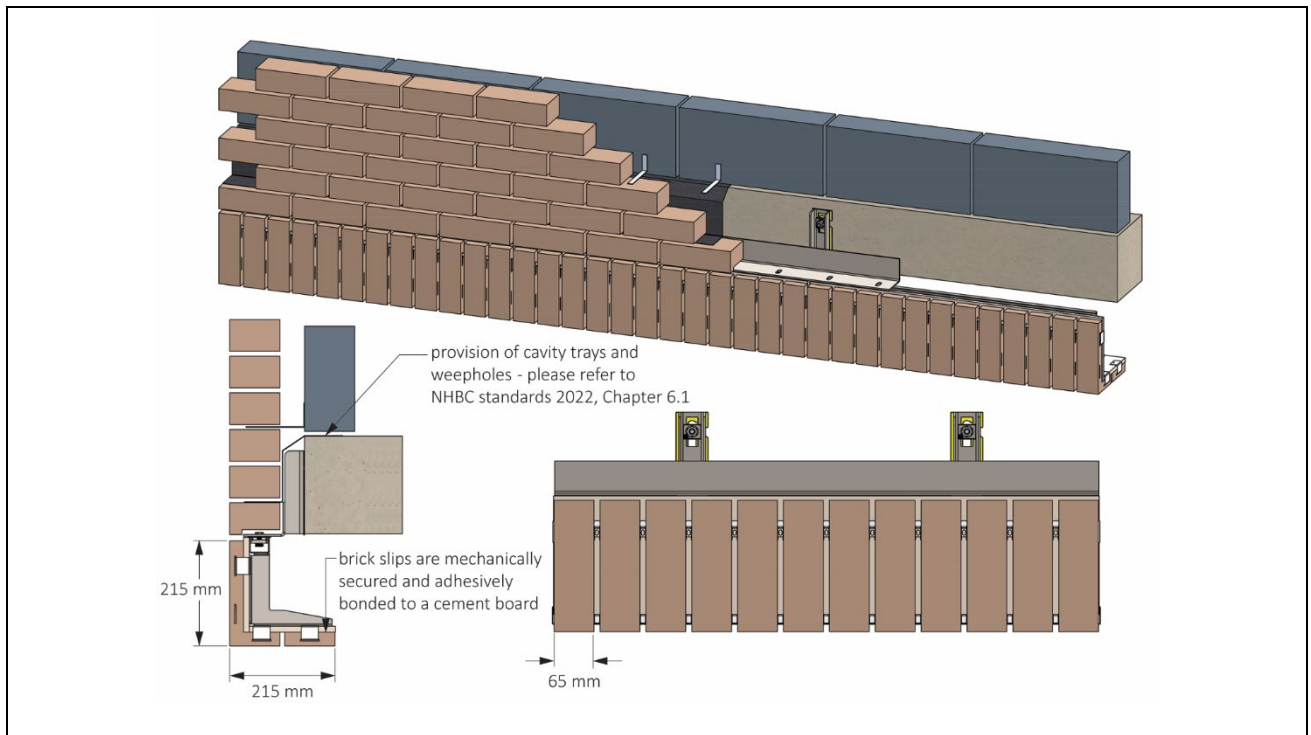 provision of cavity trays and
weepholes - please refer to
NHBC standards 2022, Chapter 6.1
brick slips are mechanically
secured and adhesively
bonded to a cement board
215 mm
215 mm
65 mm